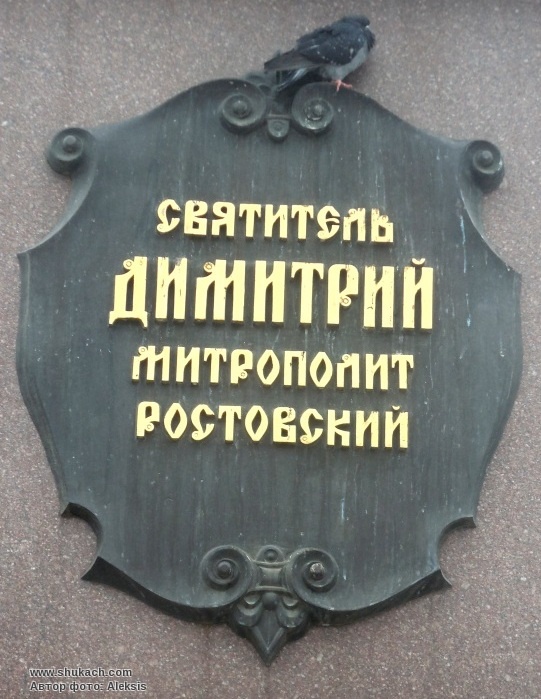 СВЯТИТЕЛЬ
ДИМИТРИЙ
МИТРОПОЛИТ
РОСТОВСКИЙ
www.shukach.com
Автор фото: Aleksis